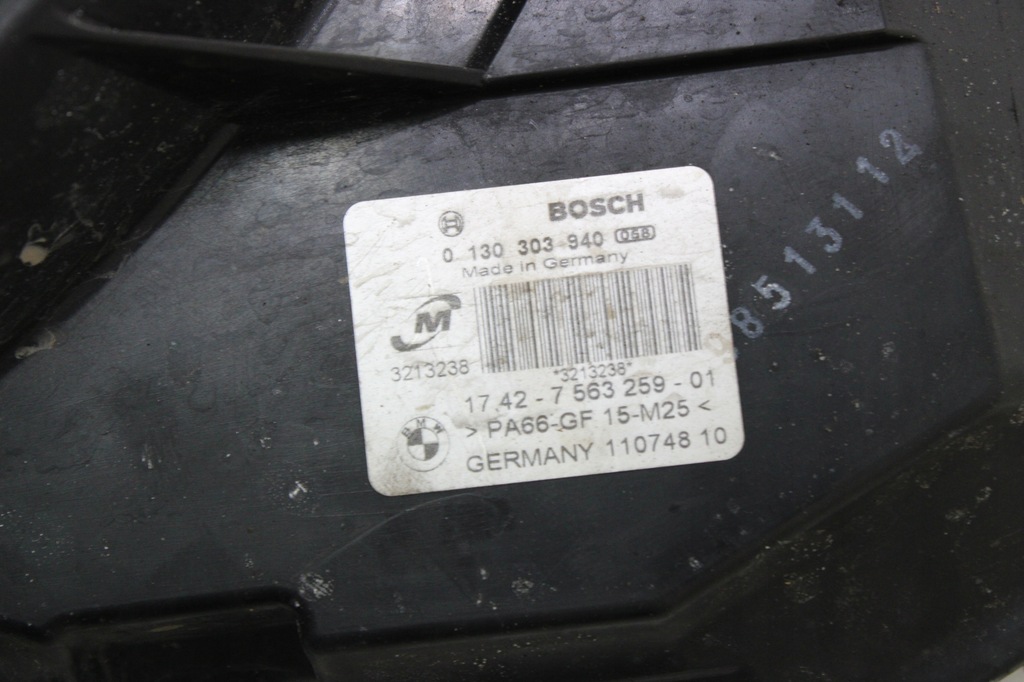 BOSCH
0 130 303 940 058
Made in Germany
M
3213238
*3213238*
17.42 - 7 563 259 - 01
BMW
> PA66-GF 15-M25 <
GERMANY 110748 10
8513112